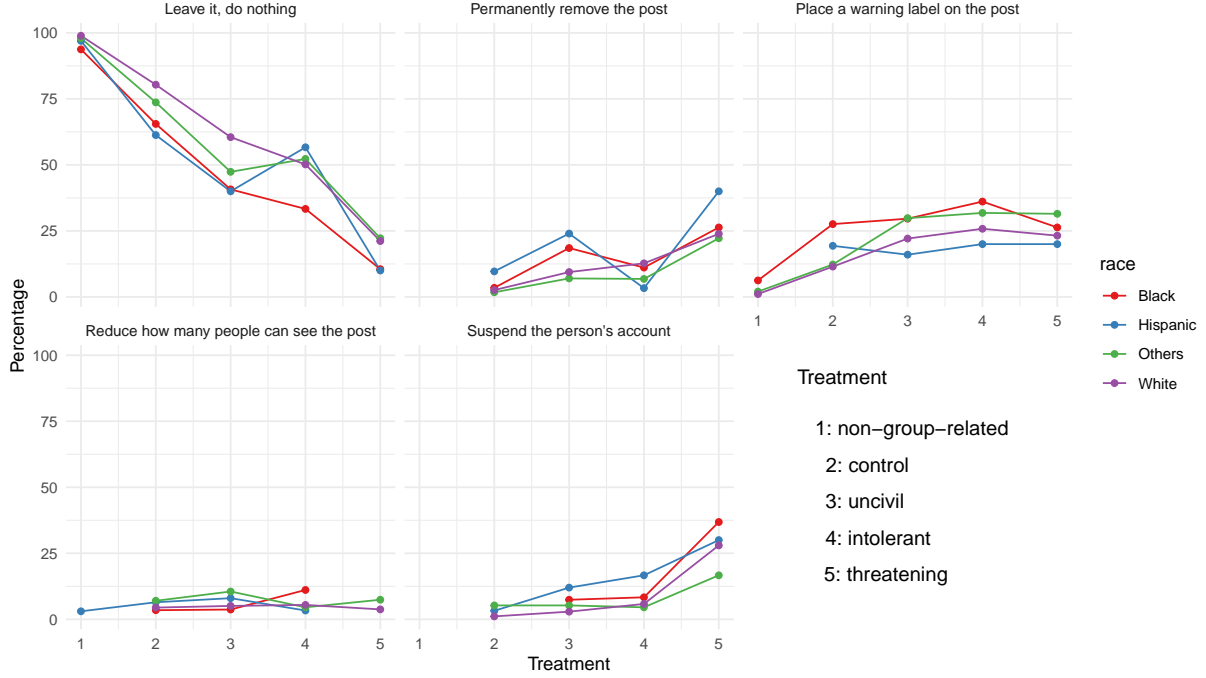 Leave it, do nothing
Permanently remove the post
Place a warning label on the post
100
75
50
25
0
1
2
3
4
5
Reduce how many people can see the post
Suspend the person's account
100
75
50
25
0
1
2
3
4
5
1
2
3
4
5
Percentage
Treatment
Treatment
1: non−group−related
2: control
3: uncivil
4: intolerant
5: threatening
race
Black
Hispanic
Others
White